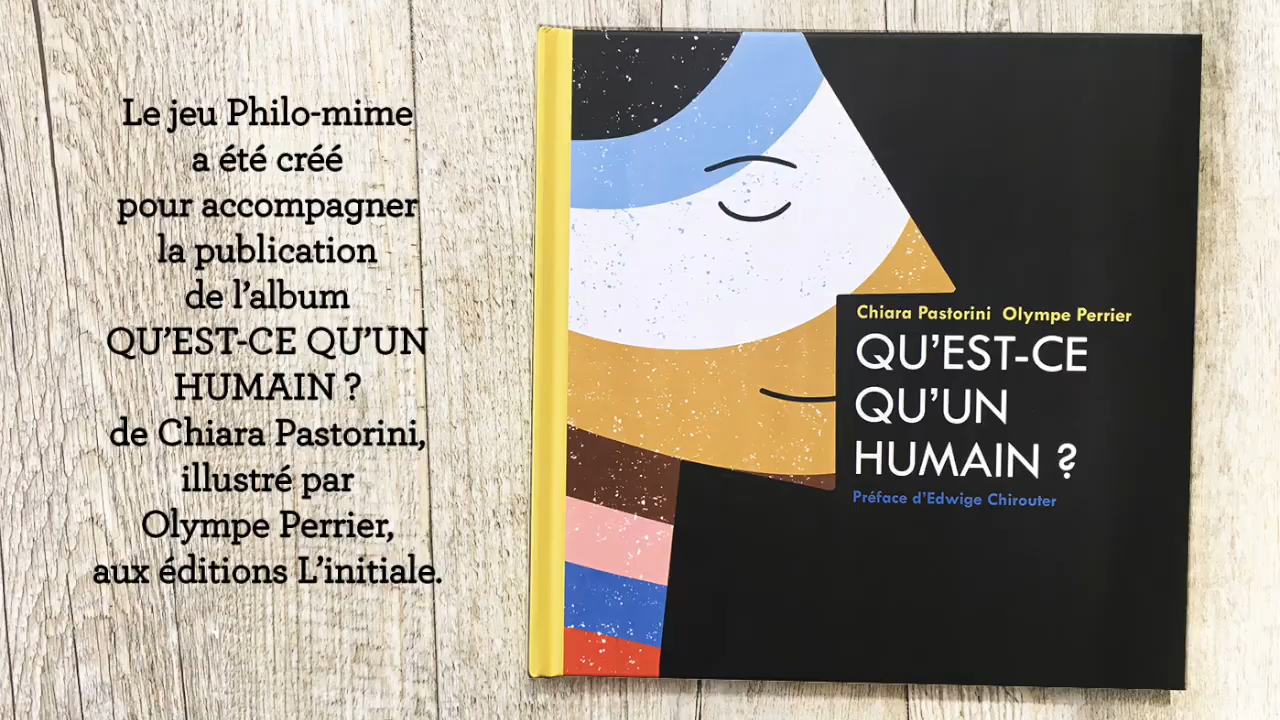 Le jeu Philo-mime
a été créé
pour accompagner
la publication
de l'album
QU'EST-CE QU'UN
HUMAIN ?
de Chiara Pastorini,
illustré par
Olympe Perrier,
aux éditions L'initiale.
Chiara Pastorini Olympe Perrier
QU'EST-CE
QU'UN
HUMAIN ?
Préface d'Edwige Chirouter